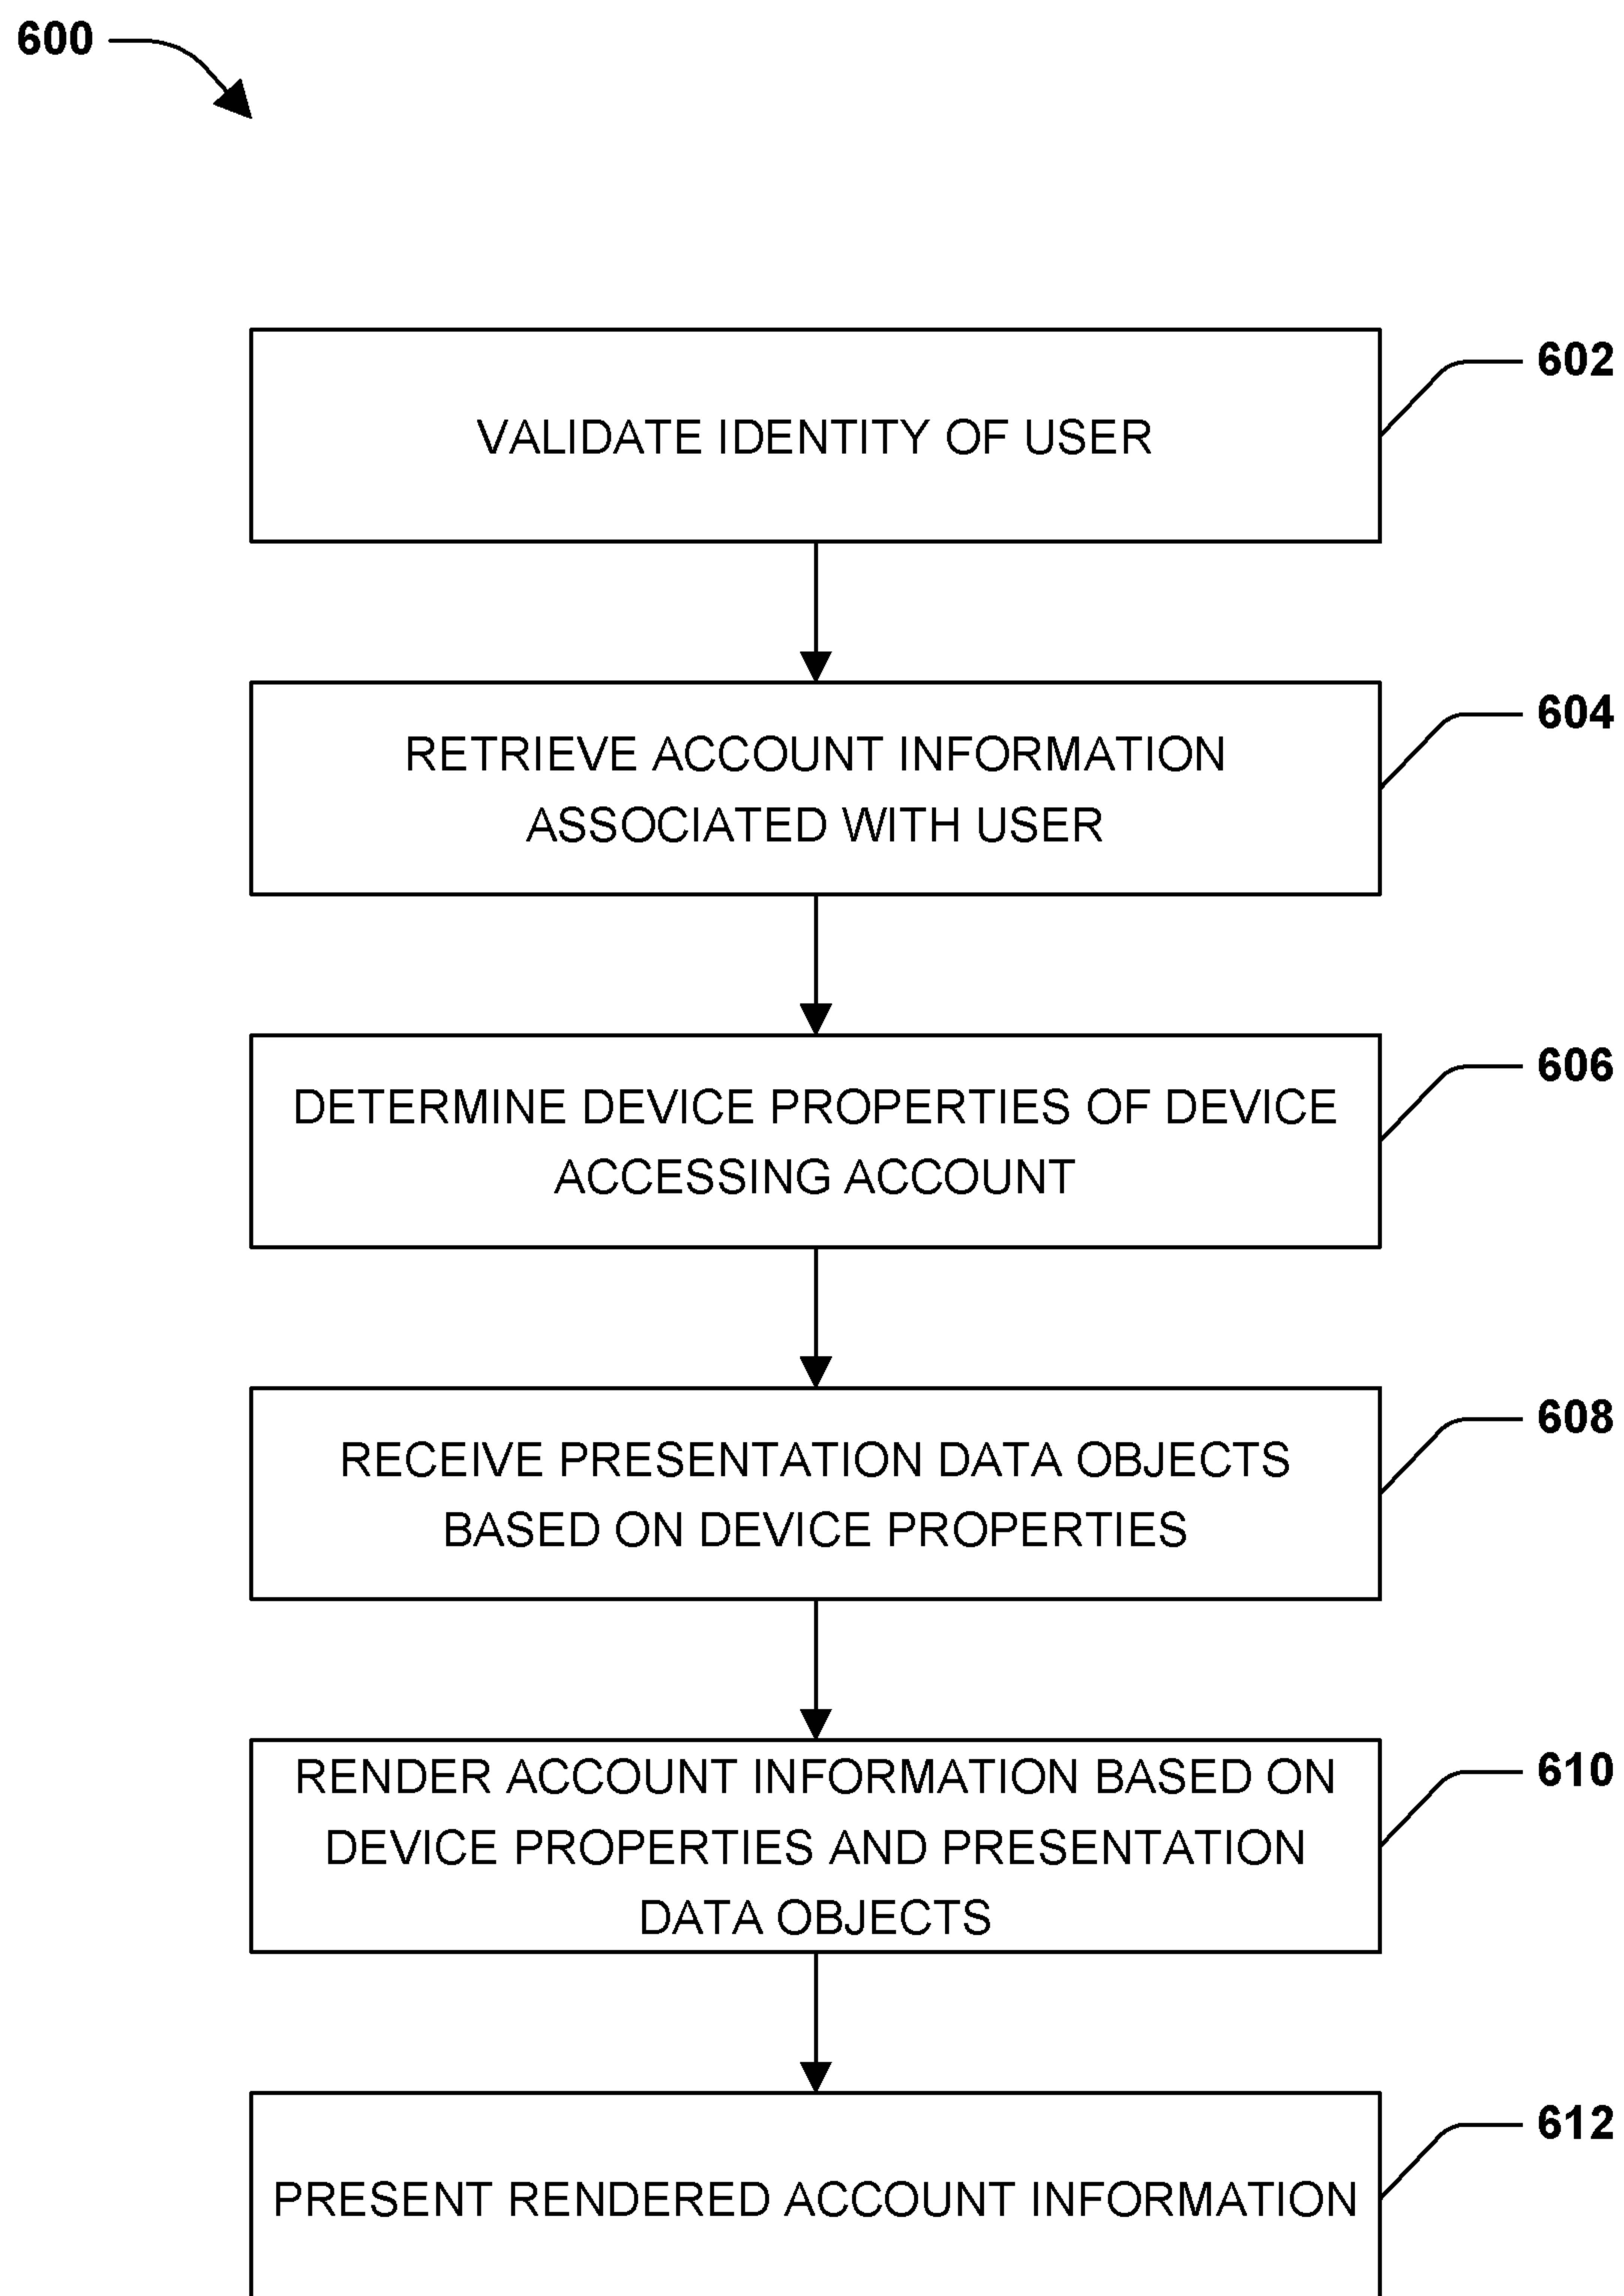 600
VALIDATE IDENTITY OF USER
602
RETRIEVE ACCOUNT INFORMATION
ASSOCIATED WITH USER
604
DETERMINE DEVICE PROPERTIES OF DEVICE
ACCESSING ACCOUNT
606
RECEIVE PRESENTATION DATA OBJECTS
BASED ON DEVICE PROPERTIES
608
RENDER ACCOUNT INFORMATION BASED ON
DEVICE PROPERTIES AND PRESENTATION
DATA OBJECTS
610
PRESENT RENDERED ACCOUNT INFORMATION
612